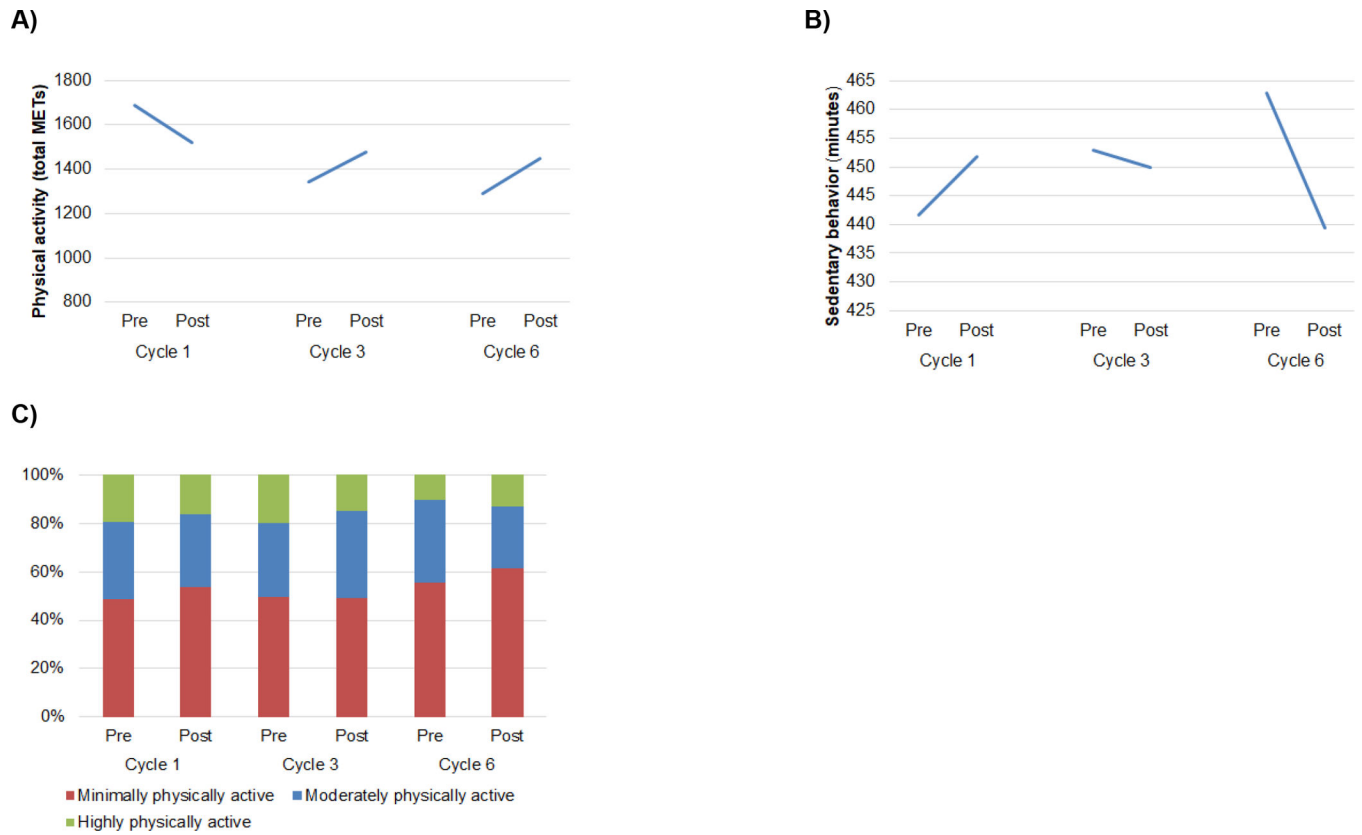 A)
Physical activity (total METs)
1800
1600
1400
1200
1000
800
Pre Post Pre Post Pre Post
Cycle 1 Cycle 3 Cycle 6
B)
Sedentary behavior (minutes)
465
460
455
450
445
440
435
430
425
Pre Post Pre Post Pre Post
Cycle 1 Cycle 3 Cycle 6
C)
100%
80%
60%
40%
20%
0%
Pre Post Pre Post Pre Post
Cycle 1 Cycle 3 Cycle 6
Minimally physically active Moderately physically active
Highly physically active